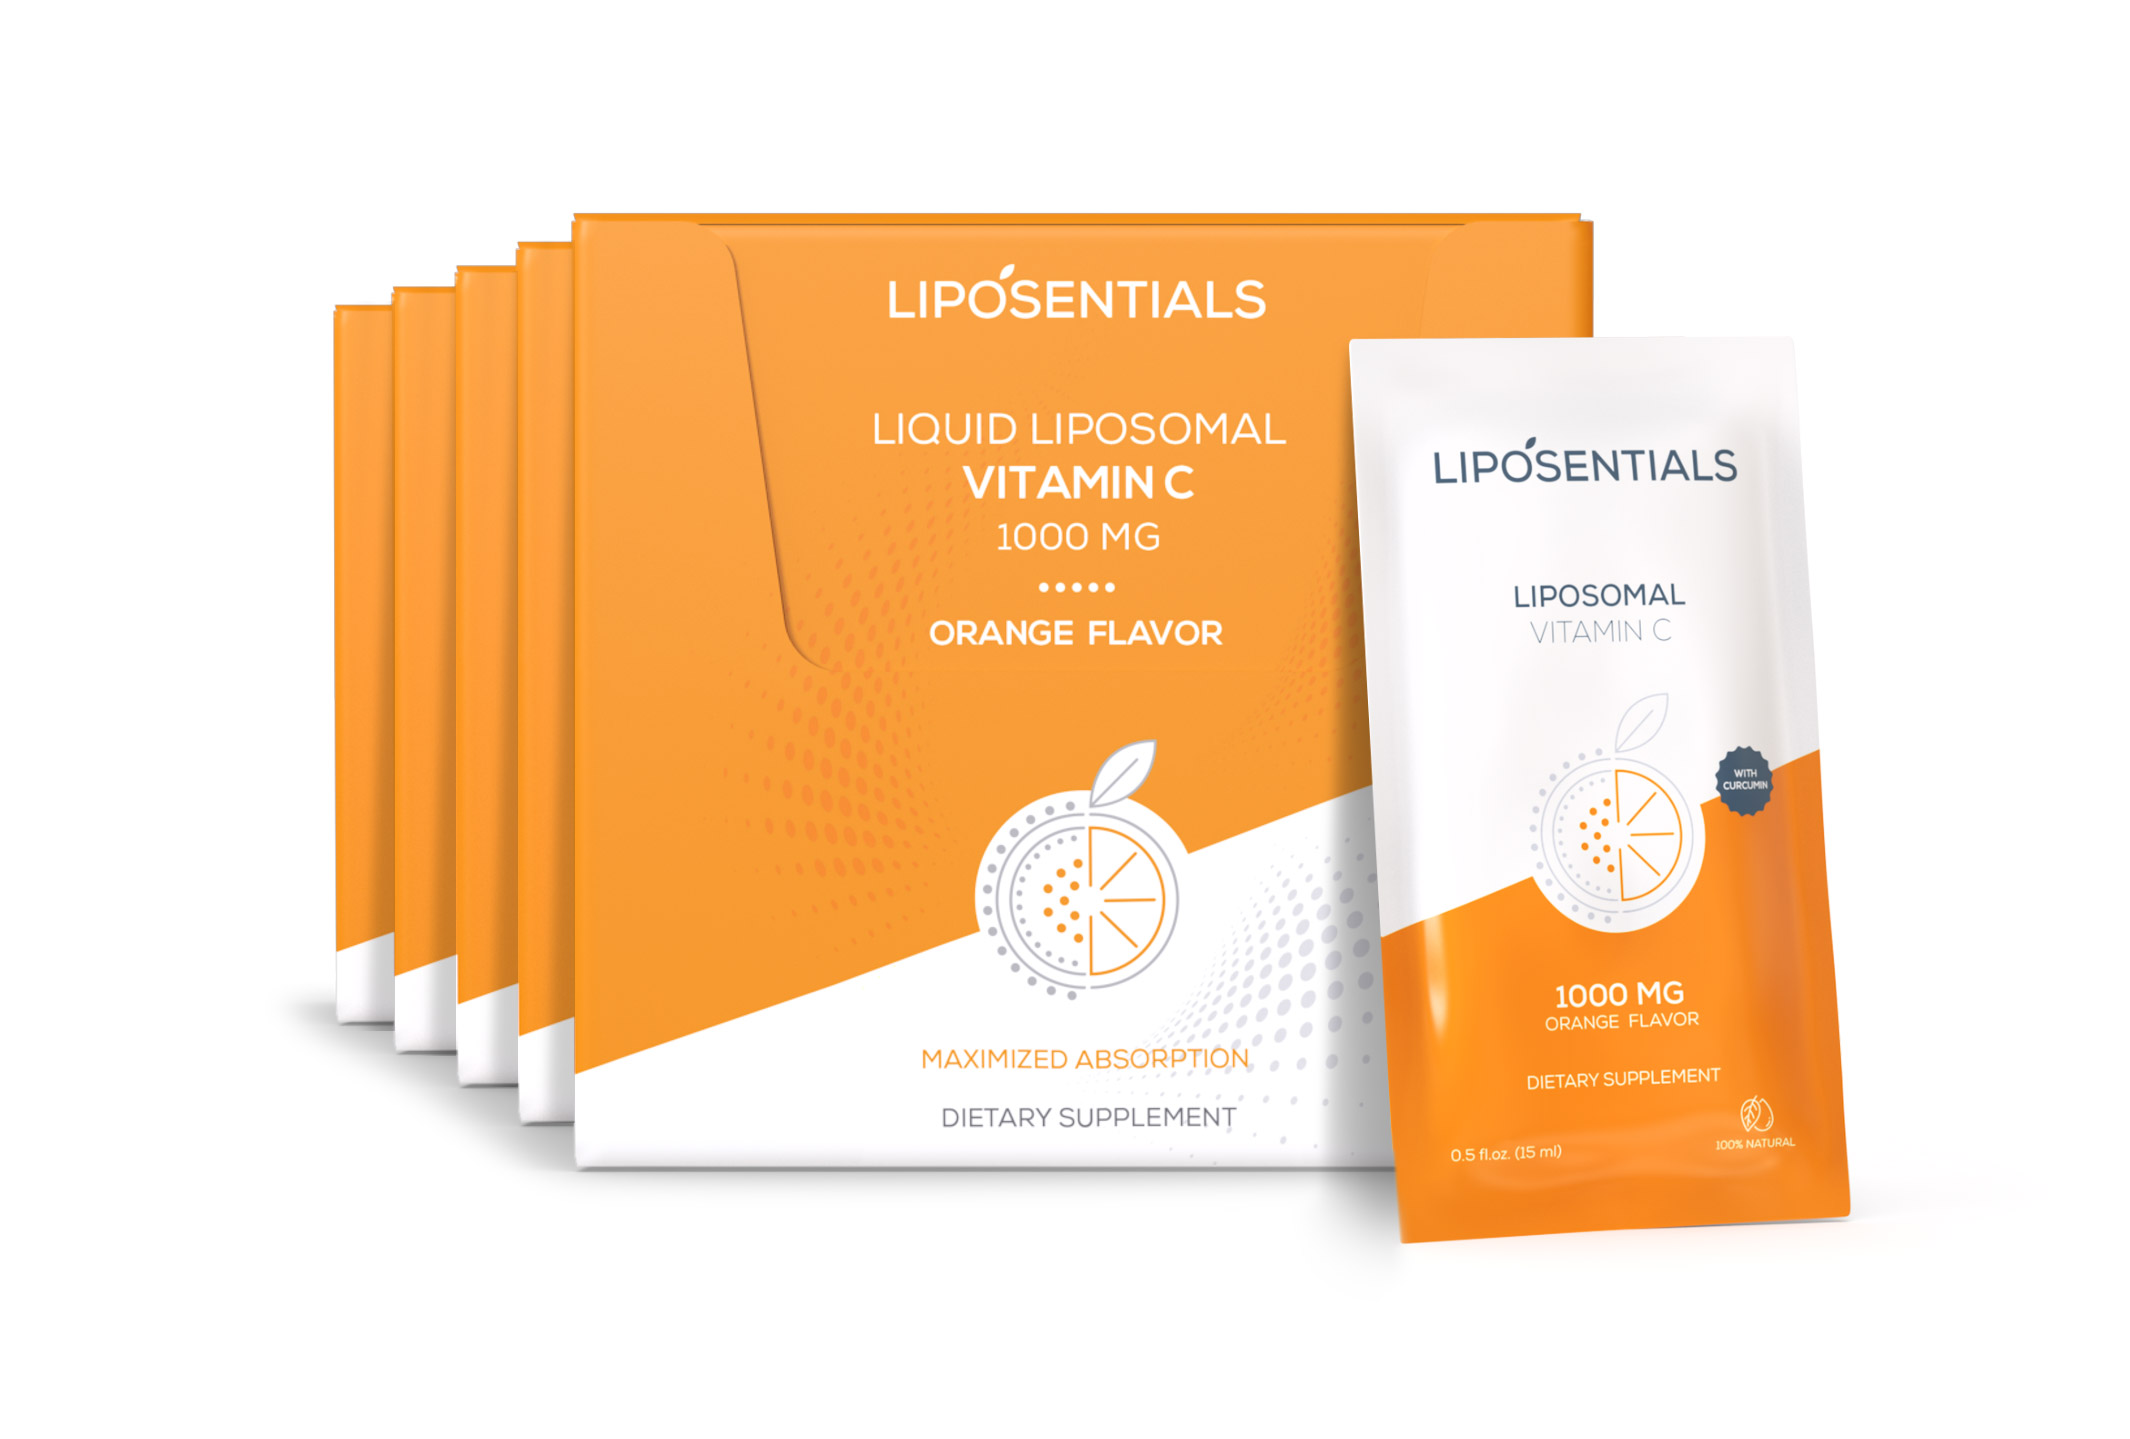 LIPOSENTIALS
LIQUID LIPOSOMAL
VITAMIN C
1000 MG
ORANGE FLAVOR
MAXIMIZED ABSORPTION
DIETARY SUPPLEMENT
LIPOSENTIALS
LIPOSOMAL
VITAMIN C
WITH
CURCUMIN
1000 MG
ORANGE FLAVOR
DIETARY SUPPLEMENT
0.5 fl.oz. (15 ml)
100% NATURAL